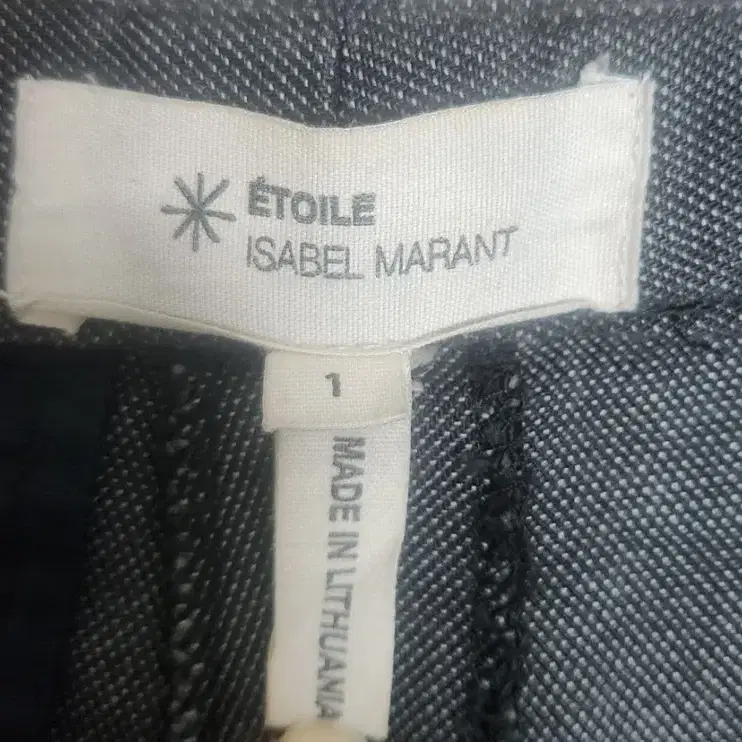 ÉTOILE
ISABEL MARANT
1
MADE IN LITHUANIA